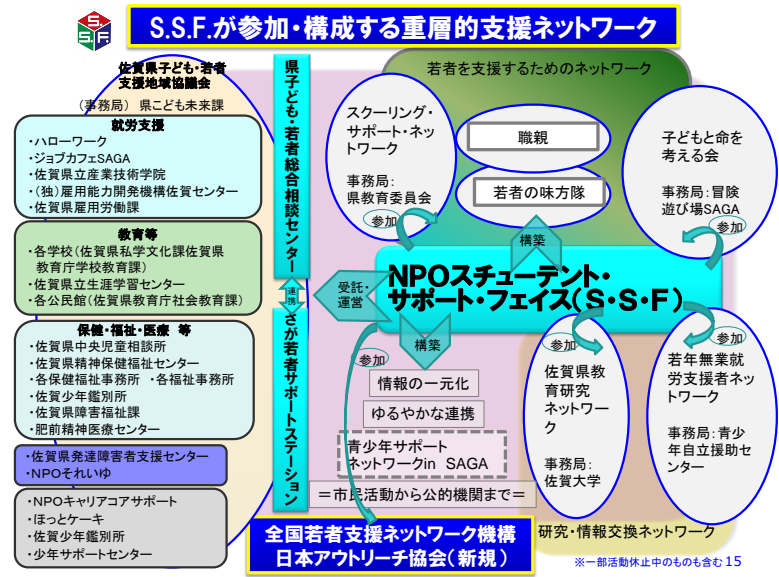 S.
S.
F.
S.S.F.が参加・構成する重層的支援ネットワーク
佐賀県子ども・若者
支援地域協議会
（事務局） 県こども未来課
就労支援
・ハローワーク
・ジョブカフェSAGA
・佐賀県立産業技術学院
・（独）雇用能力開発機構佐賀センター
・佐賀県雇用労働課
教育等
・各学校（佐賀県私学文化課佐賀県
教育庁学校教育課）
・佐賀県立生涯学習センター
・各公民館（佐賀県教育庁社会教育課）
保健・福祉・医療 等
・佐賀県中央児童相談所
・佐賀県精神保健福祉センター
・各保健福祉事務所 ・各福祉事務所
・佐賀少年鑑別所
・佐賀県障害福祉課
・肥前精神医療センター
・佐賀県発達障害者支援センター
・NPOそれいゆ
・NPOキャリアコアサポート
・ほっとケーキ
・佐賀少年鑑別所
・少年サポートセンター
県子ども・若者総合相談センター
連携
さが若者サポートステーション
若者を支援するためのネットワーク
スクーリング・
サポート・ネッ
トワーク
事務局：
県教育委員会
参加
職親
若者の味方隊
構築
子どもと命を
考える会
事務局：冒険
遊び場SAGA
参加
受託・
運営
NPOスチューデント・
サポート・フェイス（S・S・F）
構築
参加
情報の一元化
ゆるやかな連携
青少年サポート
ネットワークin SAGA
＝市民活動から公的機関まで＝
全国若者支援ネットワーク機構
日本アウトリーチ協会（新規）
参加
佐賀県教
育研究
ネットワー
ク
事務局：
佐賀大学
参加
若年無業就
労支援者ネッ
トワーク
事務局：青少
年自立援助セ
ンター
研究・情報交換ネットワーク
※一部活動休止中のものも含む 15